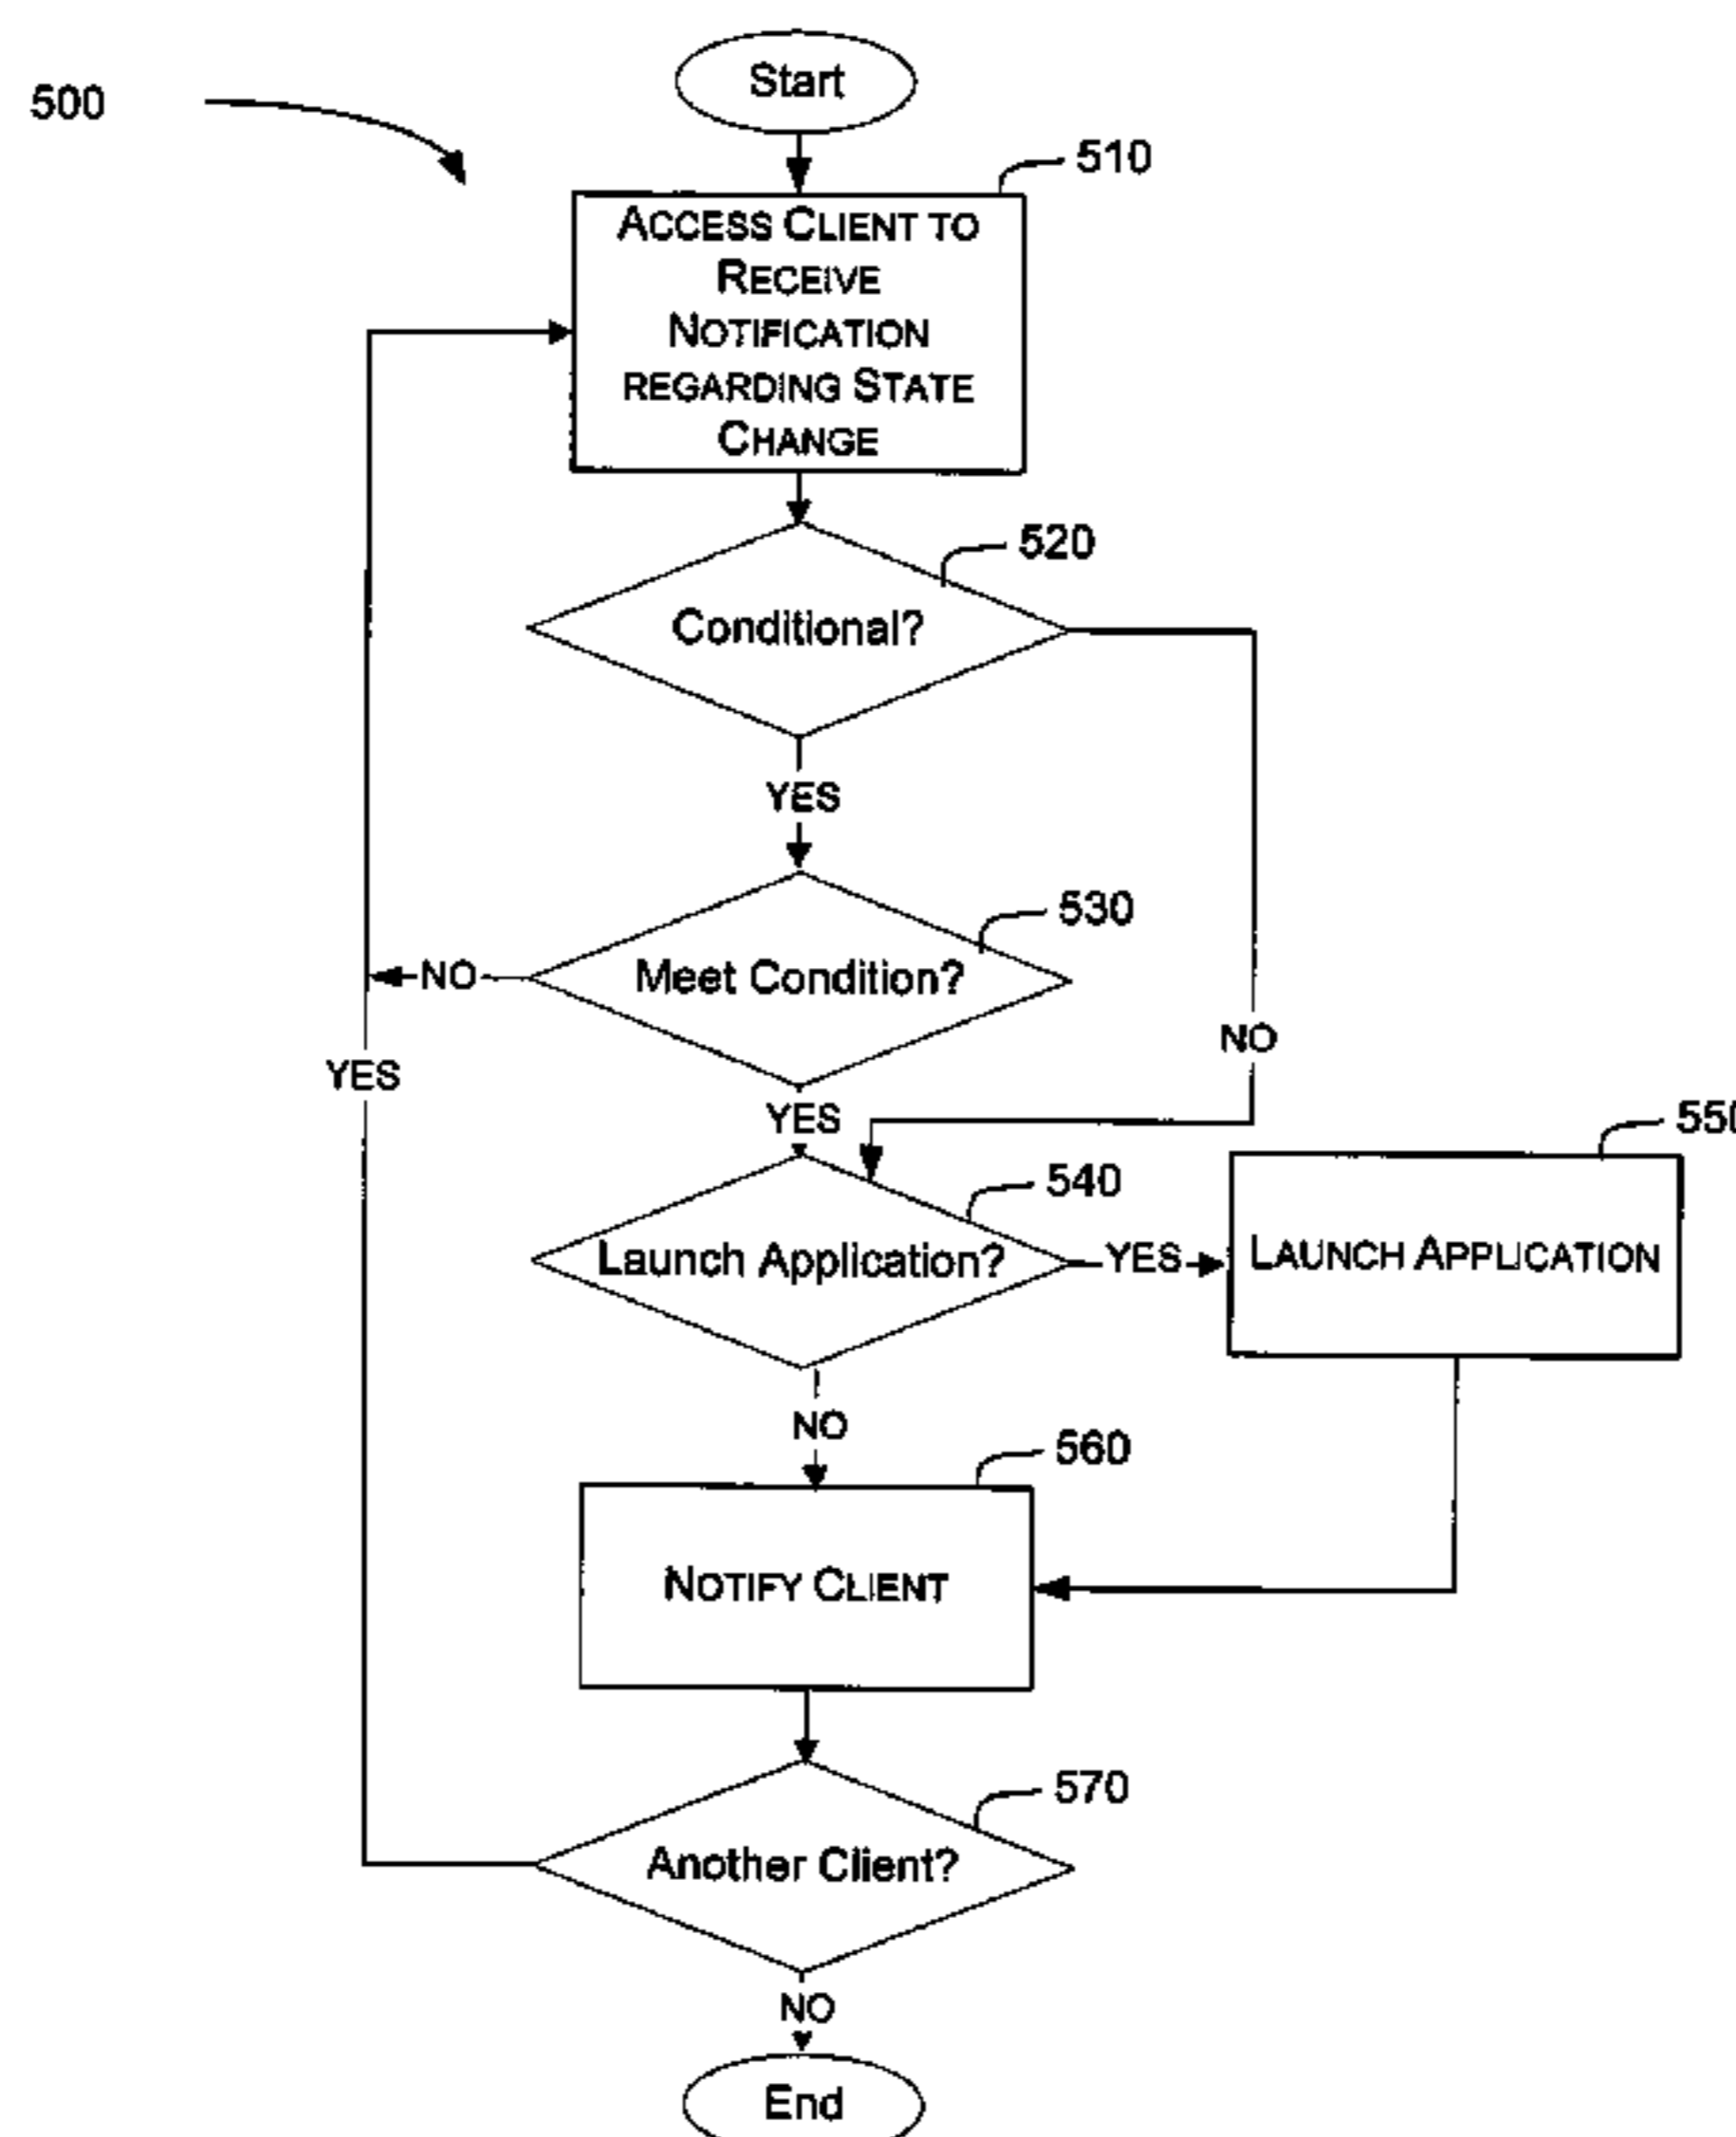 Start
500
510
ACCESS CLIENT TO
RECEIVE
NOTIFICATION
REGARDING STATE
CHANGE
520
Conditional?
YES
530
Meet Condition?
NO
NO
YES
YES
550
540
Launch Application?
YES
LAUNCH APPLICATION
NO
560
NOTIFY CLIENT
570
Another Client?
NO
End